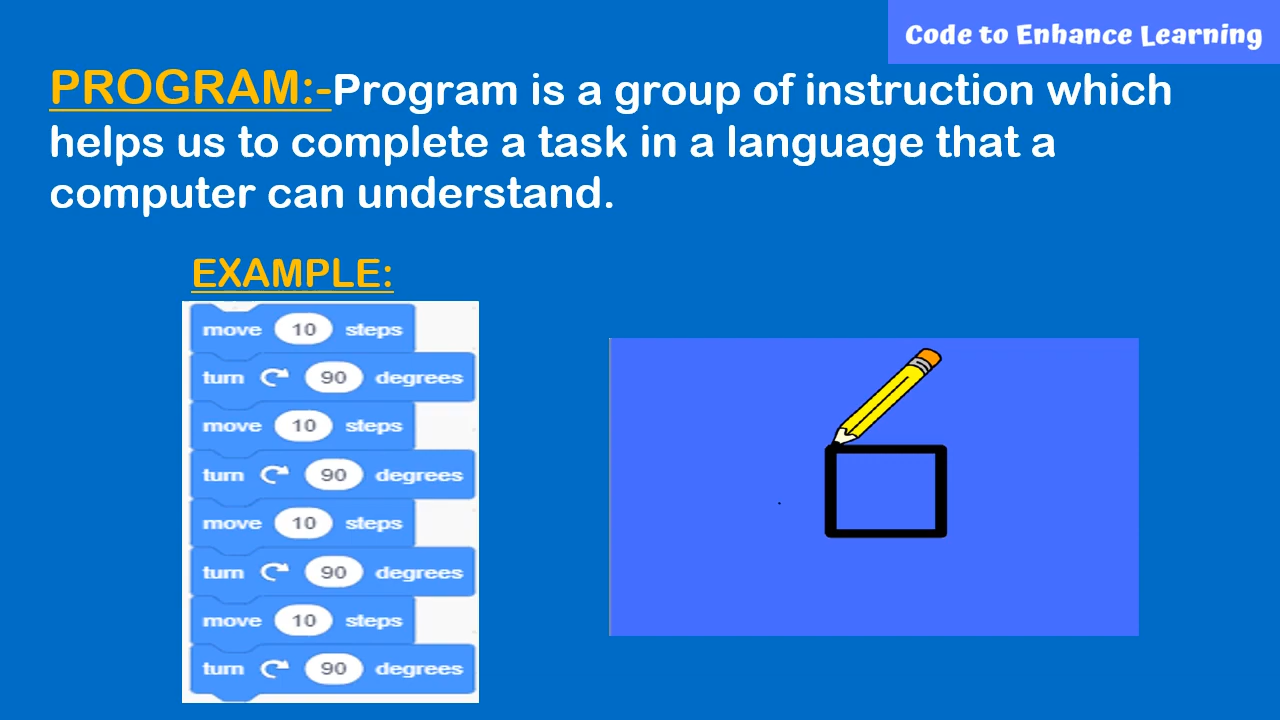 Code to Enhance Learning
PROGRAM:-Program is a group of instruction which
helps us to complete a task in a language that a
computer can understand.
EXAMPLE:
move 10 steps
turn 90 degrees
move 10 steps
turn 90 degrees
move 10 steps
turn 90 degrees
move 10 steps
turn 90 degrees